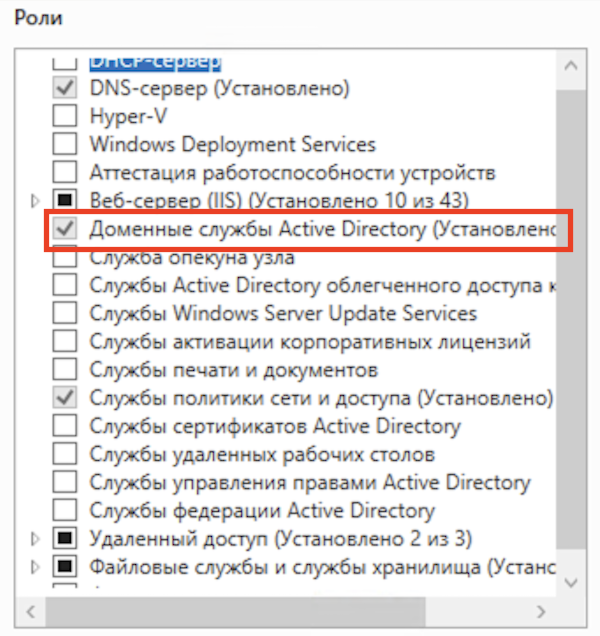 Роли
DHCP-сервер
DNS-сервер (Установлено)
Hyper-V
Windows Deployment Services
Аттестация работоспособности устройств
Веб-сервер (IIS) (Установлено 10 из 43)
Доменные службы Active Directory (Установлено
Служба опекуна узла
Службы Active Directory облегченного доступа к
Службы Windows Server Update Services
Службы активации корпоративных лицензий
Службы печати и документов
Службы политики сети и доступа (Установлено)
Службы сертификатов Active Directory
Службы удаленных рабочих столов
Службы управления правами Active Directory
Службы федерации Active Directory
Удаленный доступ (Установлено 2 из 3)
Файловые службы и службы хранилища (Устанс